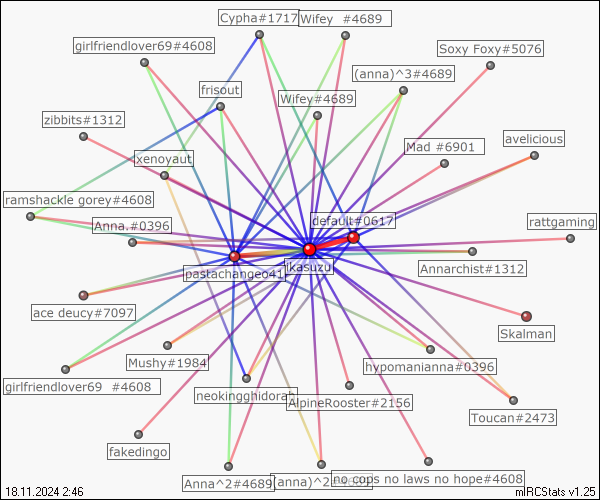 Cypha#1717
Wifey #4689
girlfriendlover69#4608
Soxy Foxy#5076
(anna)^3#4689
frisout
Wifey#4689
zibbits#1312
avelicious
Mad #6901
xenoyaut
ramshackle gorey#4608
default#0617
Anna.#0396
rattgaming
ikasuzu
Annarchist#1312
pastachangeo41
ace deucy#7097
Skalman
Mushy#1984
hypomanianna#0396
girlfriendlover69 #4608
neokingghidorah
AlpineRooster#2156
Toucan#2473
fakedingo
Anna^2#4689
(anna)^2#4689
no cops no laws no hope#4608
18.11.2024 2:46
mIRCStats v1.25